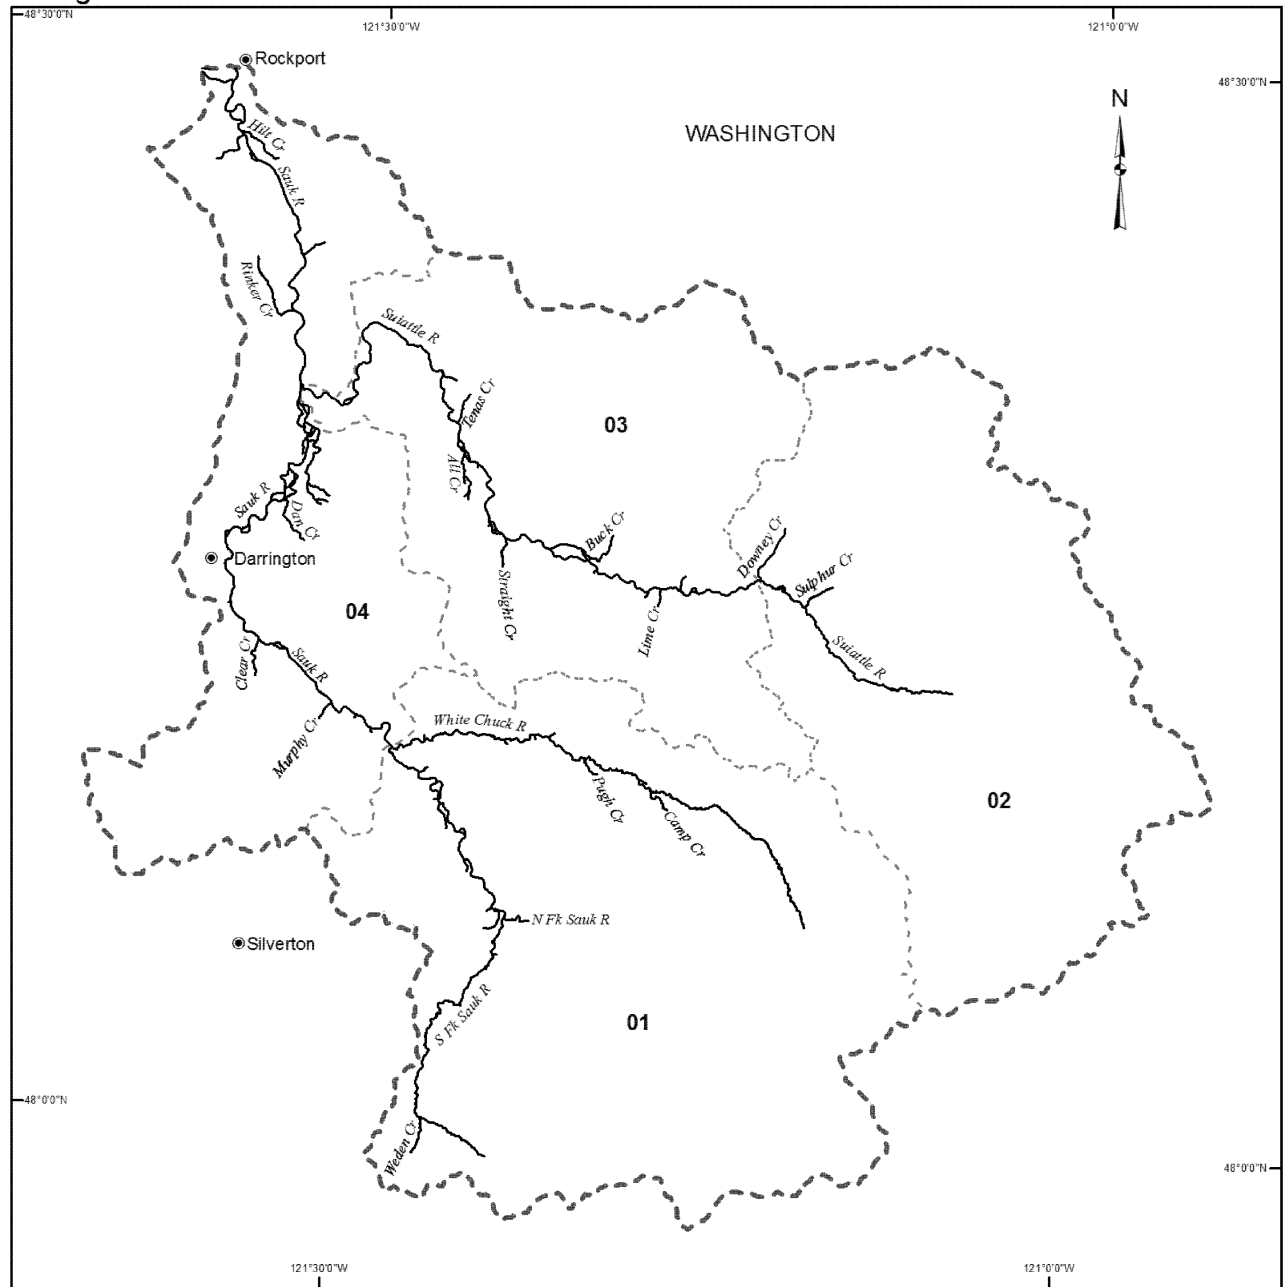 48°30'0"N
121°30'0"W
121°0'0"W
Rockport
48°30'0"N
N
WASHINGTON
Hilt Cr
Sauk R
Rinker Cr
Suiattle R
Tenas Cr
03
All Cr
Sauk R
Dan Cr
Buck Cr
Downey Cr
Darrington
Sulphur Cr
Straight Cr
04
Lime Cr
Clear Cr
Sauk R
Suiattle R
White Chuck R
Murphy Cr
Pugh Cr
02
Camp Cr
N Fk Sauk R
Silverton
S Fk Sauk R
01
48°0'0"N
Weden Cr
48°0'0"N
121°30'0"W
121°0'0"W